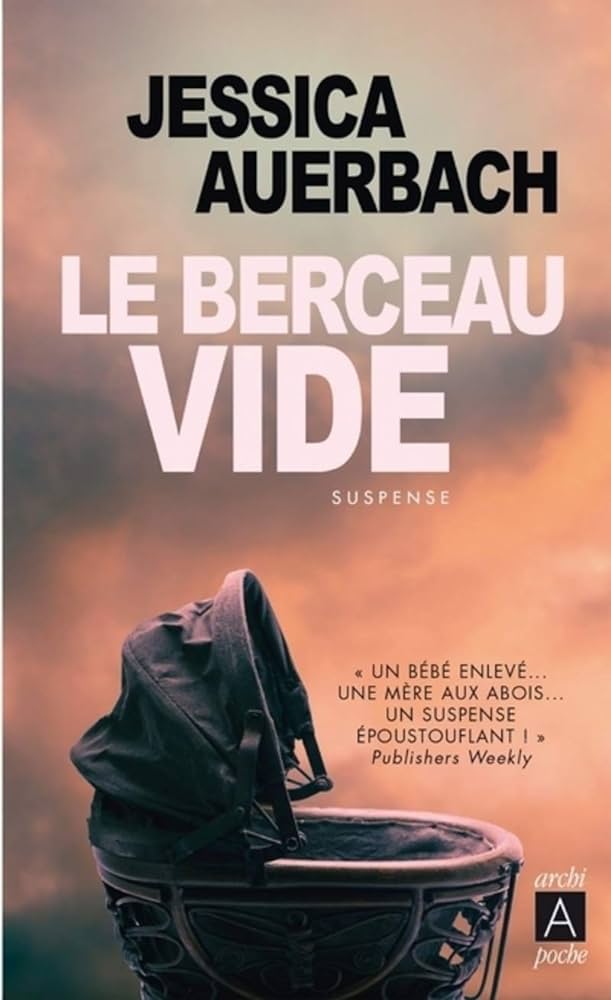 JESSICA
AUERBACH
LE BERCEAU
VIDE
SUSPENSE
« UN BÉBÉ ENLEVÉ...
UNE MÈRE AUX ABOIS...
UN SUSPENSE
ÉPOUSTOUFLANT ! »
Publishers Weekly
archi
A
poche